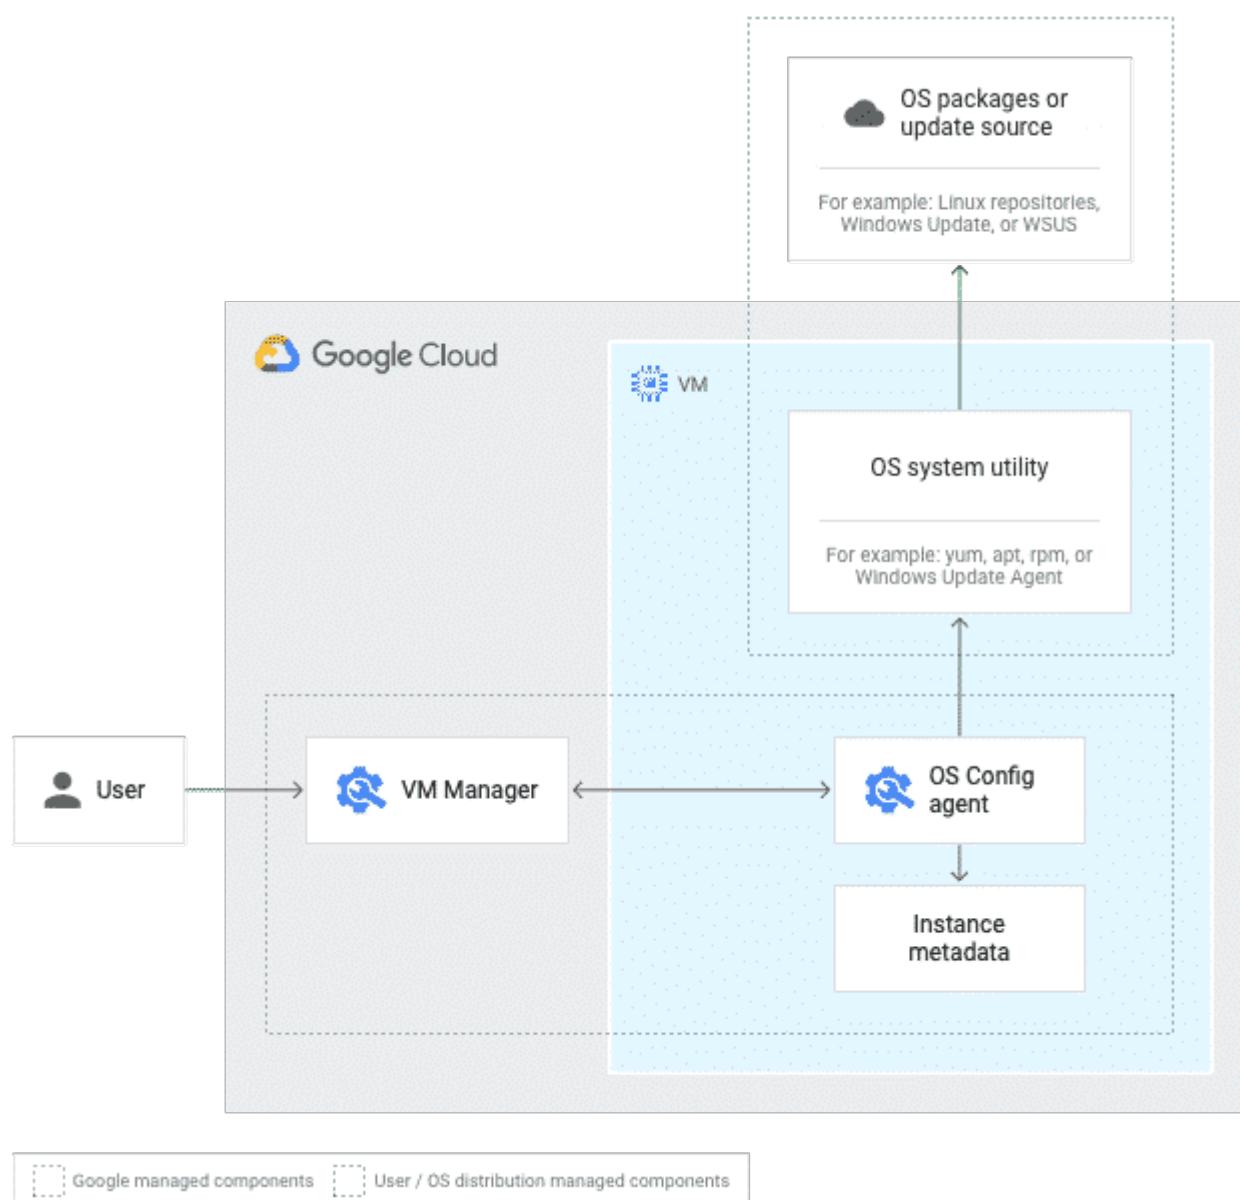 OS packages or
update source
For example: Linux repositories,
Windows Update, or WSUS
Google Cloud
VM
OS system utility
For example: yum, apt, rpm, or
Windows Update Agent
User
VM Manager
OS Config
agent
Instance
metadata
Google managed components
User / OS distribution managed components